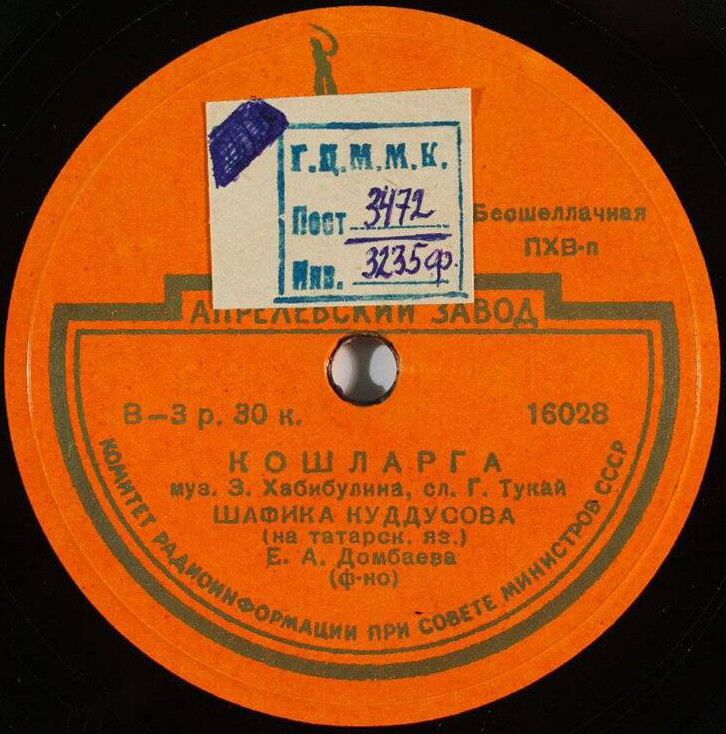 Г.Ц.М.М.К.
Пост 3472
Инв. 3235ф.
Бесшеллачная
ПХВ-п
АПРЕЛЕВСКИЙ ЗАВОД
В—3 р. 30 к.
16028
КОШЛАРГА
муз. З. Хабибулина, сл. Г. Тукай
ШАФИКА КУДДУСОВА
(на татарск. яз.)
Е. А. Домбаева
(ф-но)
КОМИТЕТ РАДИОИНФОРМАЦИИ ПРИ СОВЕТЕ МИНИСТРОВ СССР